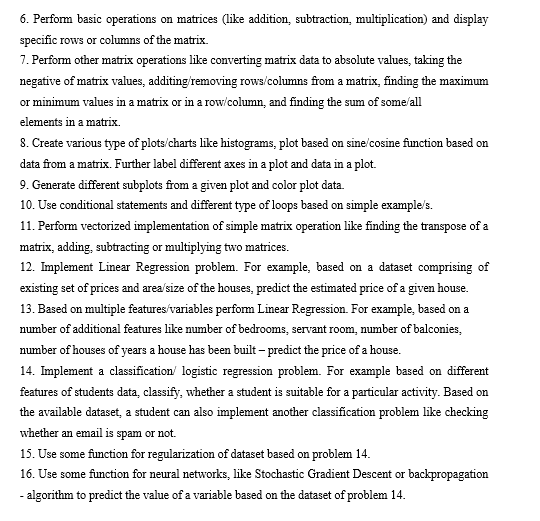 6. Perform basic operations on matrices (like addition, subtraction, multiplication) and display
specific rows or columns of the matrix.
7. Perform other matrix operations like converting matrix data to absolute values, taking the
negative of matrix values, additing/removing rows/columns from a matrix, finding the maximum
or minimum values in a matrix or in a row/column, and finding the sum of some/all
elements in a matrix.
8. Create various type of plots/charts like histograms, plot based on sine/cosine function based on
data from a matrix. Further label different axes in a plot and data in a plot.
9. Generate different subplots from a given plot and color plot data.
10. Use conditional statements and different type of loops based on simple example/s.
11. Perform vectorized implementation of simple matrix operation like finding the transpose of a
matrix, adding, subtracting or multiplying two matrices.
12. Implement Linear Regression problem. For example, based on a dataset comprising of
existing set of prices and area/size of the houses, predict the estimated price of a given house.
13. Based on multiple features/variables perform Linear Regression. For example, based on a
number of additional features like number of bedrooms, servant room, number of balconies,
number of houses of years a house has been built – predict the price of a house.
14. Implement a classification/ logistic regression problem. For example based on different
features of students data, classify, whether a student is suitable for a particular activity. Based on
the available dataset, a student can also implement another classification problem like checking
whether an email is spam or not.
15. Use some function for regularization of dataset based on problem 14.
16. Use some function for neural networks, like Stochastic Gradient Descent or backpropagation
- algorithm to predict the value of a variable based on the dataset of problem 14.